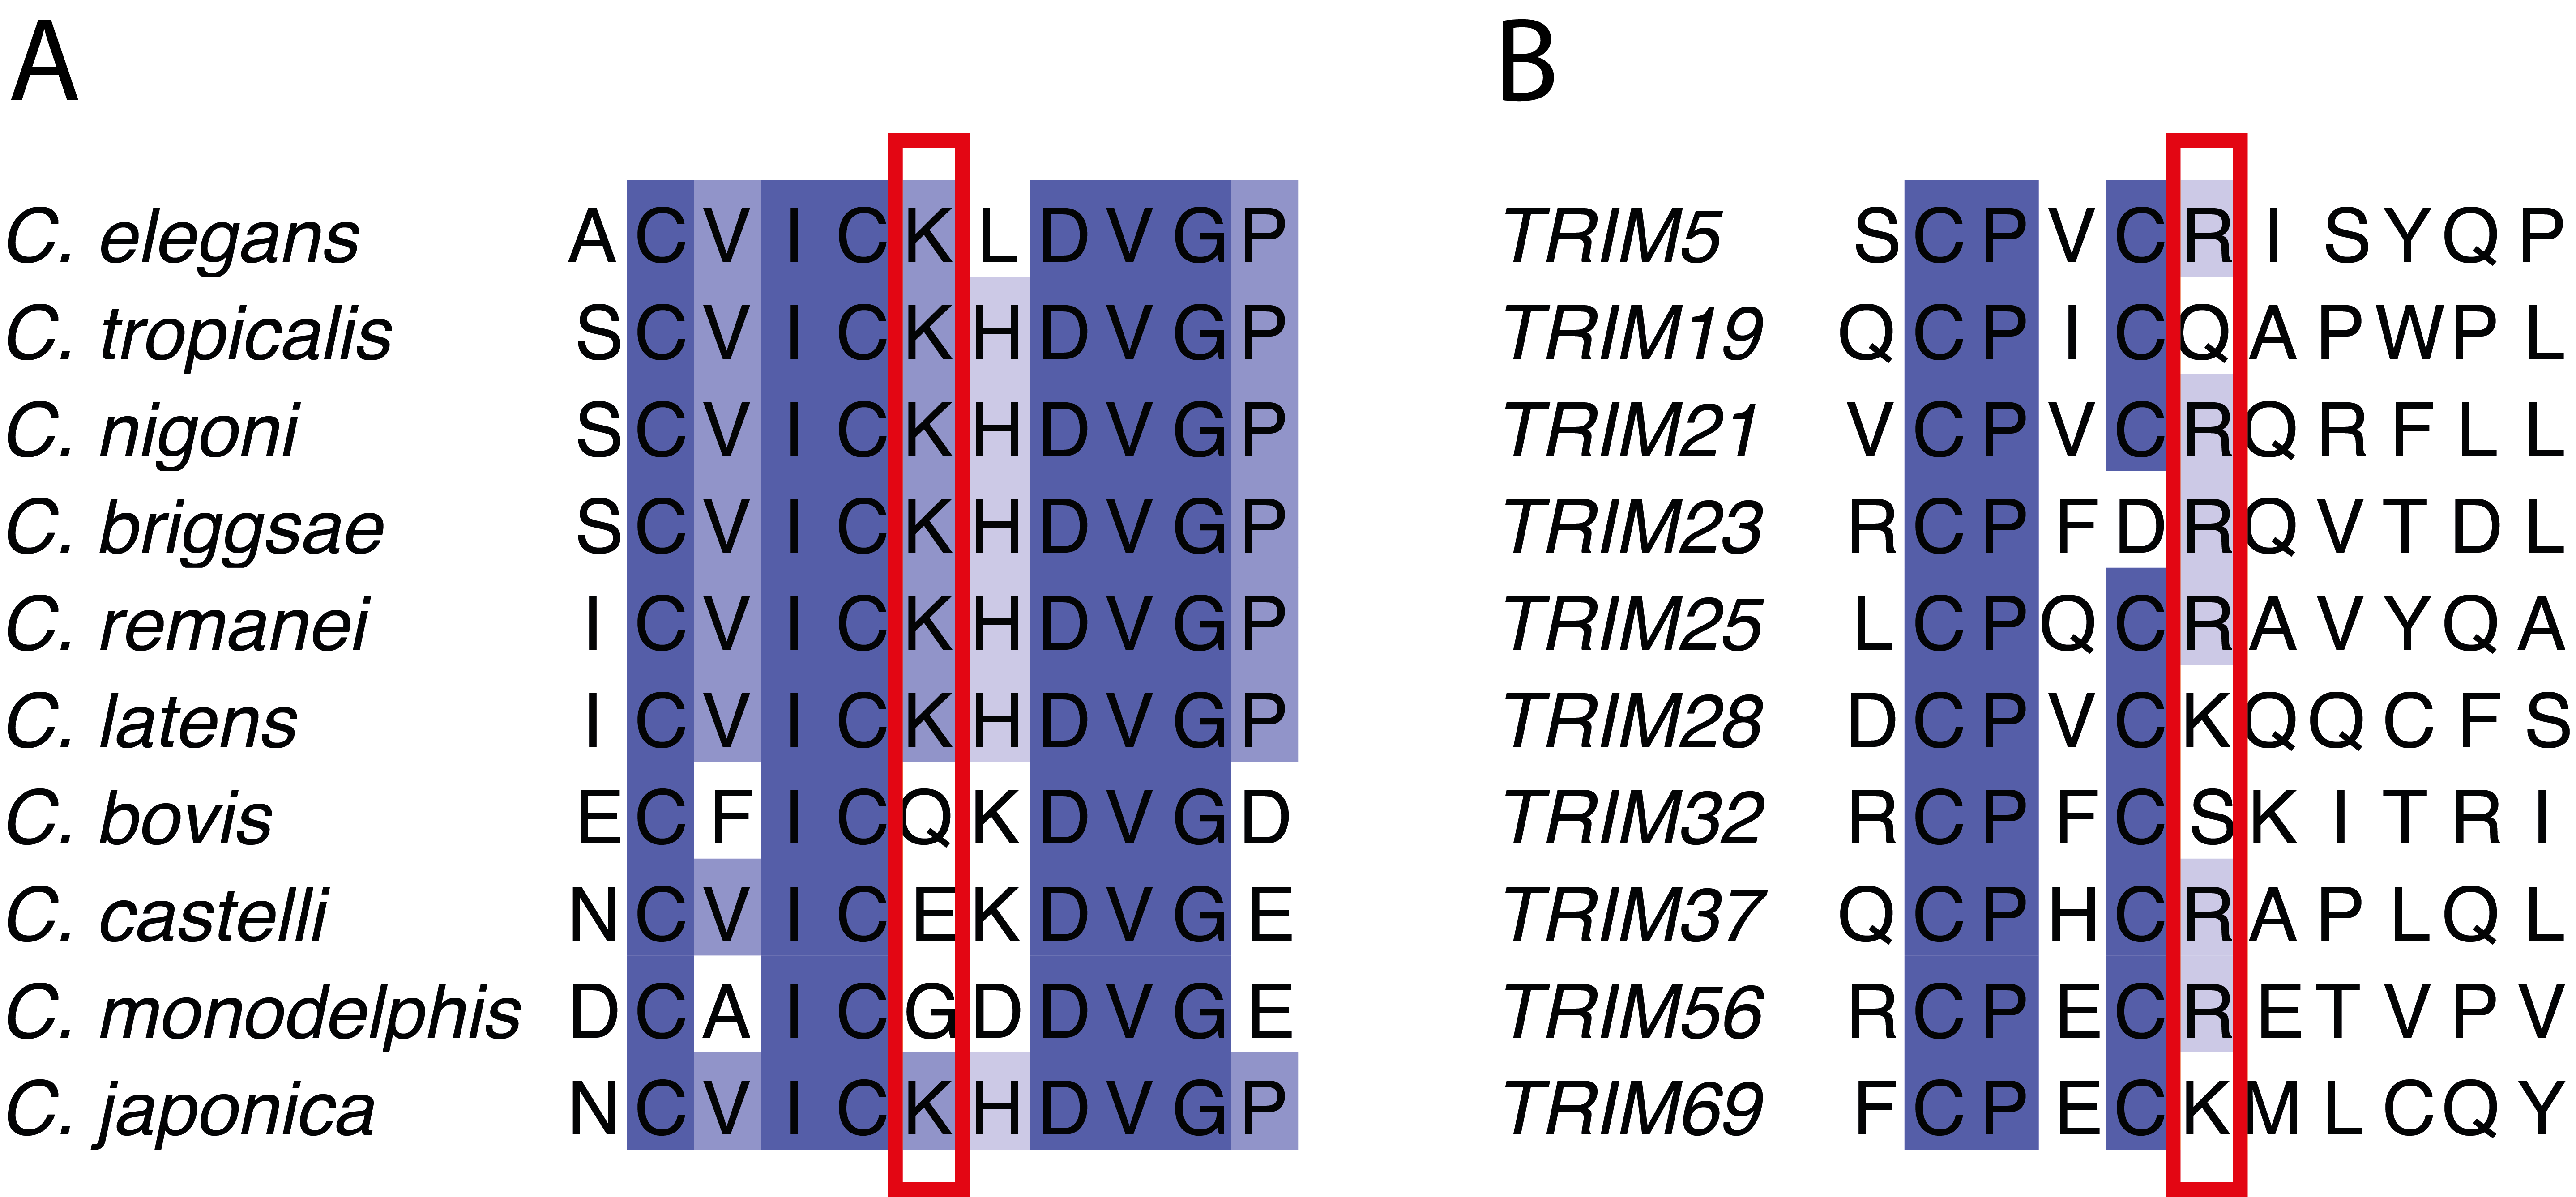 A
C. elegans A C V I C K L D V G P
C. tropicalis S C V I C K H D V G P
C. nigoni S C V I C K H D V G P
C. briggsae S C V I C K H D V G P
C. remanei I C V I C K H D V G P
C. latens I C V I C K H D V G P
C. bovis E C F I C Q K D V G D
C. castelli N C V I C E K D V G E
C. monodelphis D C A I C G D D V G E
C. japonica N C V I C K H D V G P
B
TRIM5 S C P V C R I S Y Q P
TRIM19 Q C P I C Q A P W P L
TRIM21 V C P V C R Q R F L L
TRIM23 R C P F D R Q V T D L
TRIM25 L C P Q C R A V Y Q A
TRIM28 D C P V C K Q Q C F S
TRIM32 R C P F C S K I T R I
TRIM37 Q C P H C R A P L Q L
TRIM56 R C P E C R E T V P V
TRIM69 F C P E C K M L C Q Y